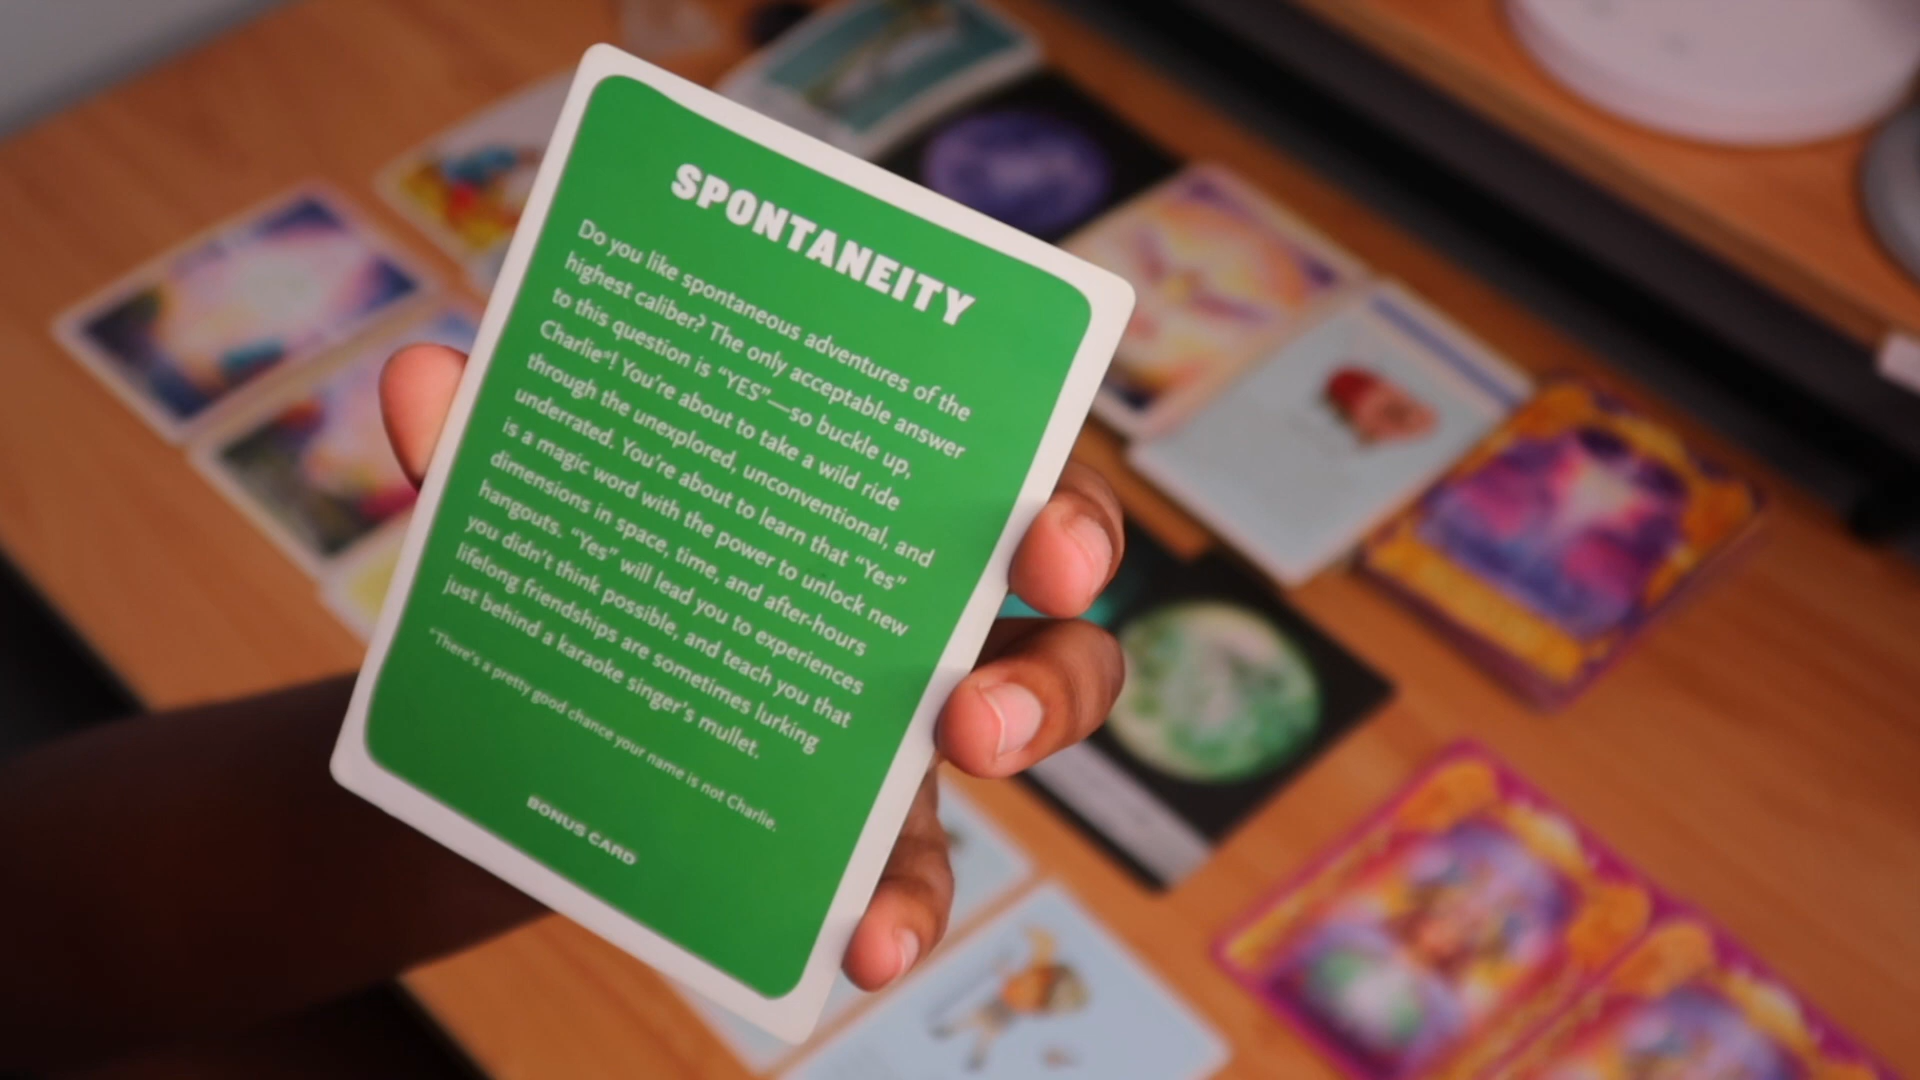 SPONTANEITY
Do you like spontaneous adventures of the
highest caliber? The only acceptable answer
to this question is “YES”—so buckle up,
Charlie*! You’re about to take a wild ride
through the unexplored, unconventional, and
underrated. You’re about to learn that “Yes”
is a magic word with the power to unlock new
dimensions in space, time, and after-hours
hangouts. “Yes” will lead you to experiences
you didn’t think possible, and teach you that
lifelong friendships are sometimes lurking
just behind a karaoke singer’s mullet.
*There’s a pretty good chance your name is not Charlie.
BONUS CARD